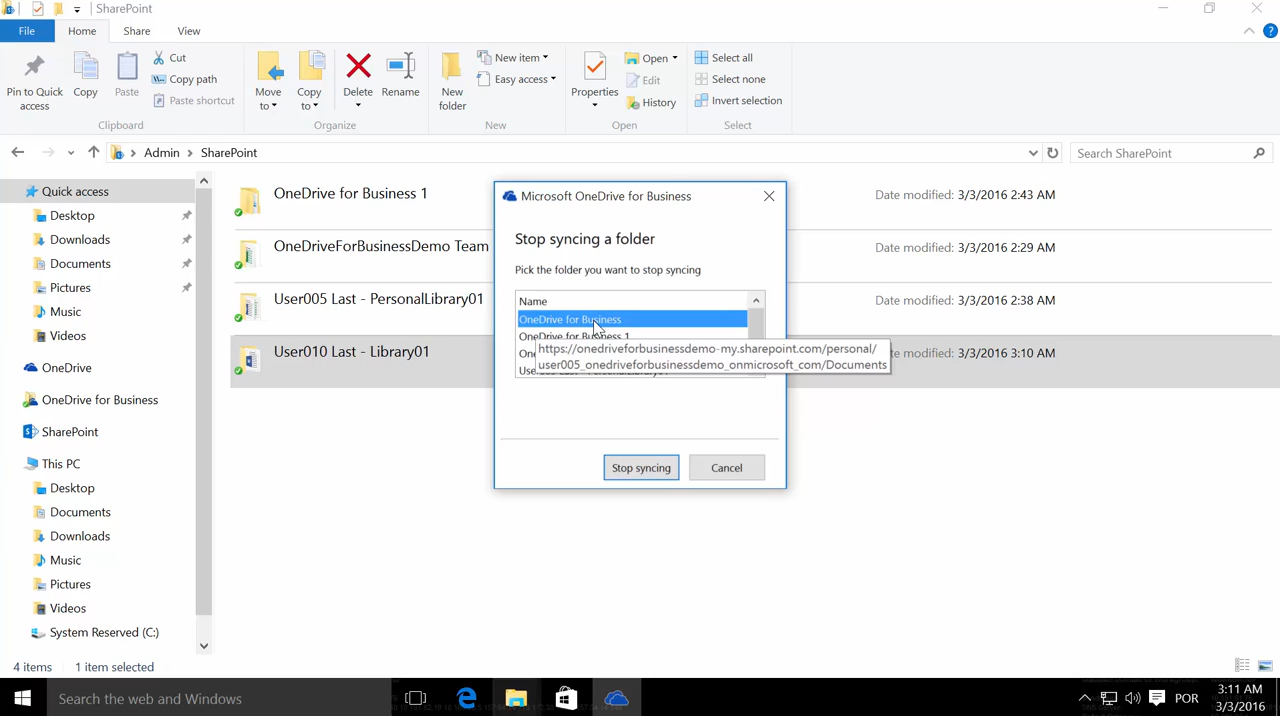 SharePoint
File
Home
Share
View
Pin to Quick
access
Copy
Paste
Cut
Copy path
Paste shortcut
Clipboard
Move
to
Copy
to
Delete
Rename
Organize
New
folder
New item
Easy access
New
Properties
Open
Edit
History
Open
Select all
Select none
Invert selection
Select
Admin
SharePoint
Search SharePoint
Quick access
Desktop
Downloads
Documents
Pictures
Music
Videos
OneDrive
OneDrive for Business
SharePoint
This PC
Desktop
Documents
Downloads
Music
Pictures
Videos
System Reserved (C:)
OneDrive for Business 1
Date modified: 3/3/2016 2:43 AM
OneDriveForBusinessDemo Team
Date modified: 3/3/2016 2:29 AM
User005 Last - PersonalLibrary01
Date modified: 3/3/2016 2:38 AM
User010 Last - Library01
Date modified: 3/3/2016 3:10 AM
Microsoft OneDrive for Business
Stop syncing a folder
Pick the folder you want to stop syncing
Name
OneDrive for Business
OneDrive for Business 1
https://onedriveforbusinessdemo-my.sharepoint.com/personal/
user005_onedriveforbusinessdemo_onmicrosoft_com/Documents
Stop syncing
Cancel
4 items
1 item selected
Search the web and Windows
POR
3:11 AM
3/3/2016